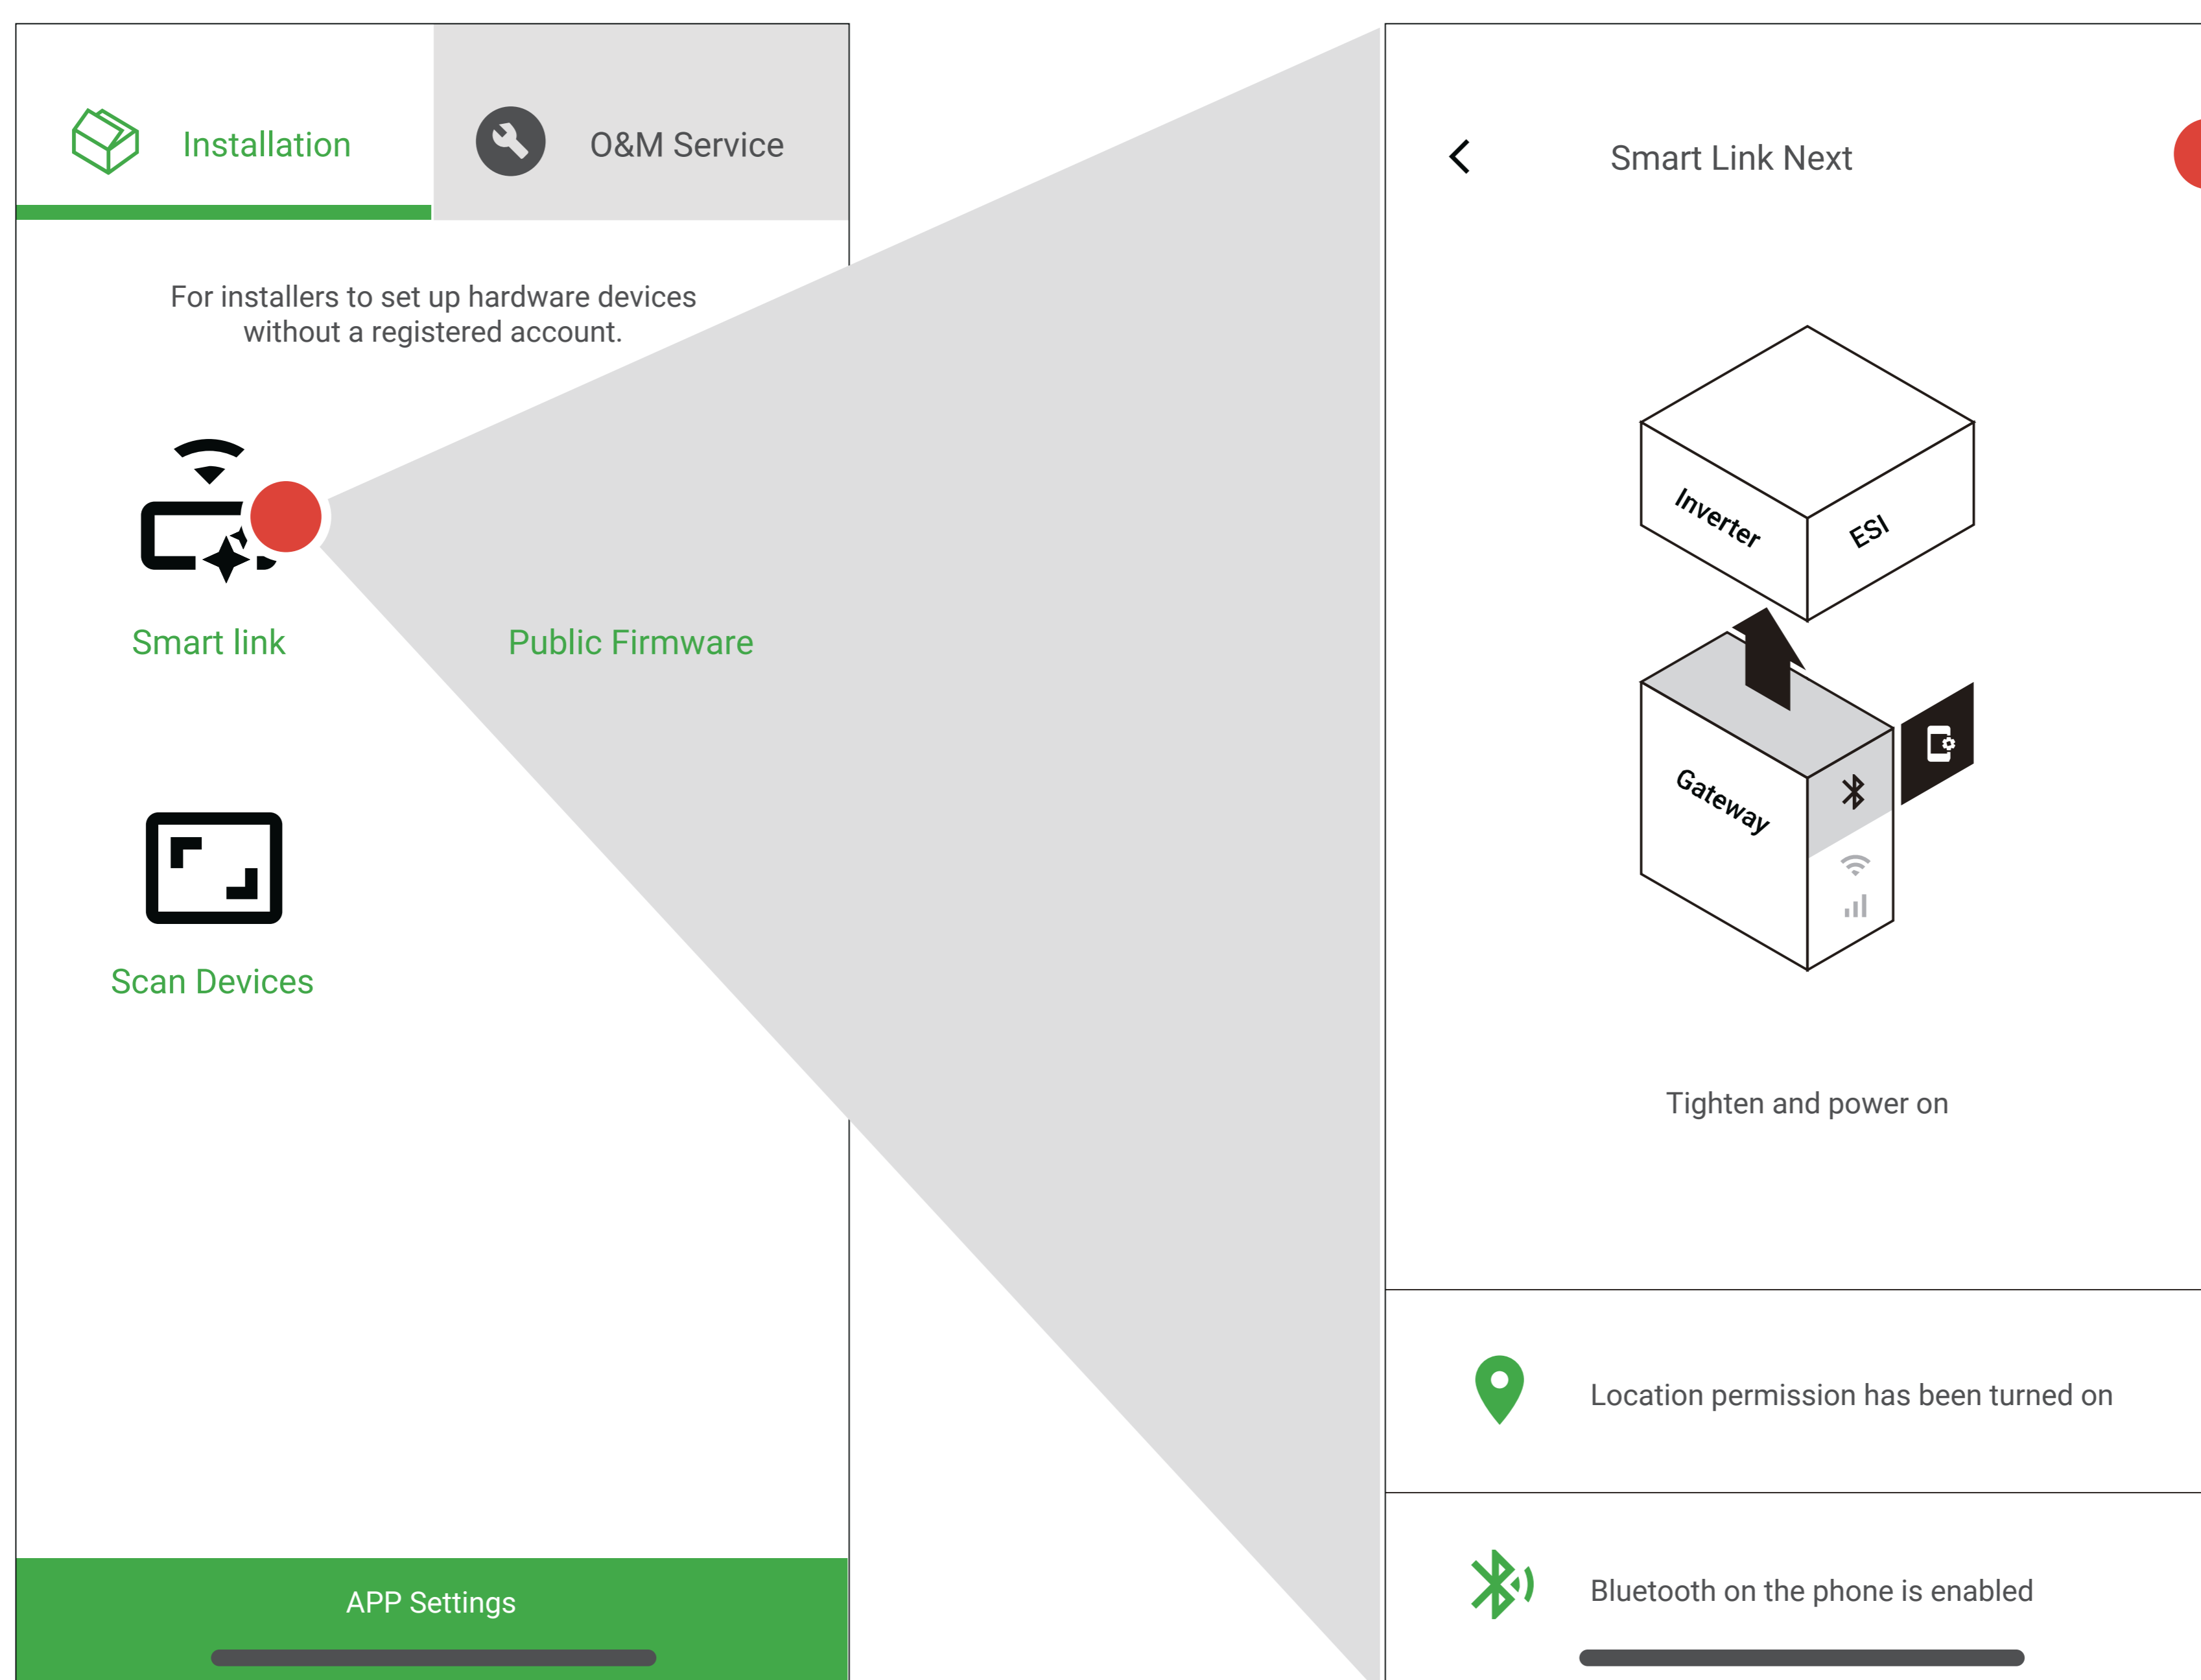 Installation
O&M Service
For installers to set up hardware devices
without a registered account.
Smart link
Public Firmware
Scan Devices
APP Settings
Smart Link Next
Inverter
ESI
Gateway
Tighten and power on
Location permission has been turned on
Bluetooth on the phone is enabled